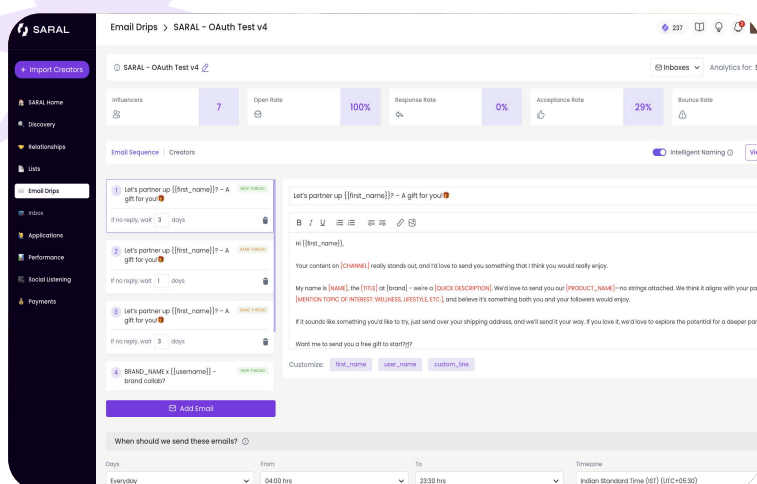 SARAL
Email Drips > SARAL - OAuth Test v4
237
+ Import Creators
SARAL - OAuth Test v4
Inboxes
Analytics for:
SARAL Home
Discovery
Relationships
Lists
Email Drips
Inbox
Applications
Performance
Social Listening
Payments
Influencers
7
Open Rate
100%
Response Rate
0%
Acceptance Rate
29%
Bounce Rate
Email Sequence | Creators
Intelligent Naming
1 Let's partner up {{first_name}}? – A gift for you!🎁
NEW THREAD
If no reply, wait 3 days
2 Let's partner up {{first_name}}? – A gift for you!🎁
SAME THREAD
If no reply, wait 1 days
3 Let's partner up {{first_name}}? – A gift for you!🎁
SAME THREAD
If no reply, wait 3 days
4 BRAND_NAME x {{username}} - brand collab?
NEW THREAD
Add Email
Let's partner up {{first_name}}? – A gift for you!🎁
B I U
Hi {{first_name}},
Your content on [CHANNEL] really stands out, and I'd love to send you something that I think you would really enjoy.
My name is [NAME], the [TITLE] at [brand] - we're a [QUICK DESCRIPTION]. We'd love to send you our [PRODUCT_NAME]—no strings attached. We think it aligns with your
[MENTION TOPIC OF INTEREST: WELLNESS, LIFESTYLE, ETC.], and believe it's something both you and your followers would enjoy.
If it sounds like something you'd like to try, just send over your shipping address, and we'll send it your way. If you love it, we'd love to explore the potential for a deeper
Want me to send you a free gift to start?
Customize: first_name user_name custom_line
When should we send these emails?
Days
Everyday
From
04:00 hrs
To
23:30 hrs
Timezone
Indian Standard Time (IST) (UTC+05:30)